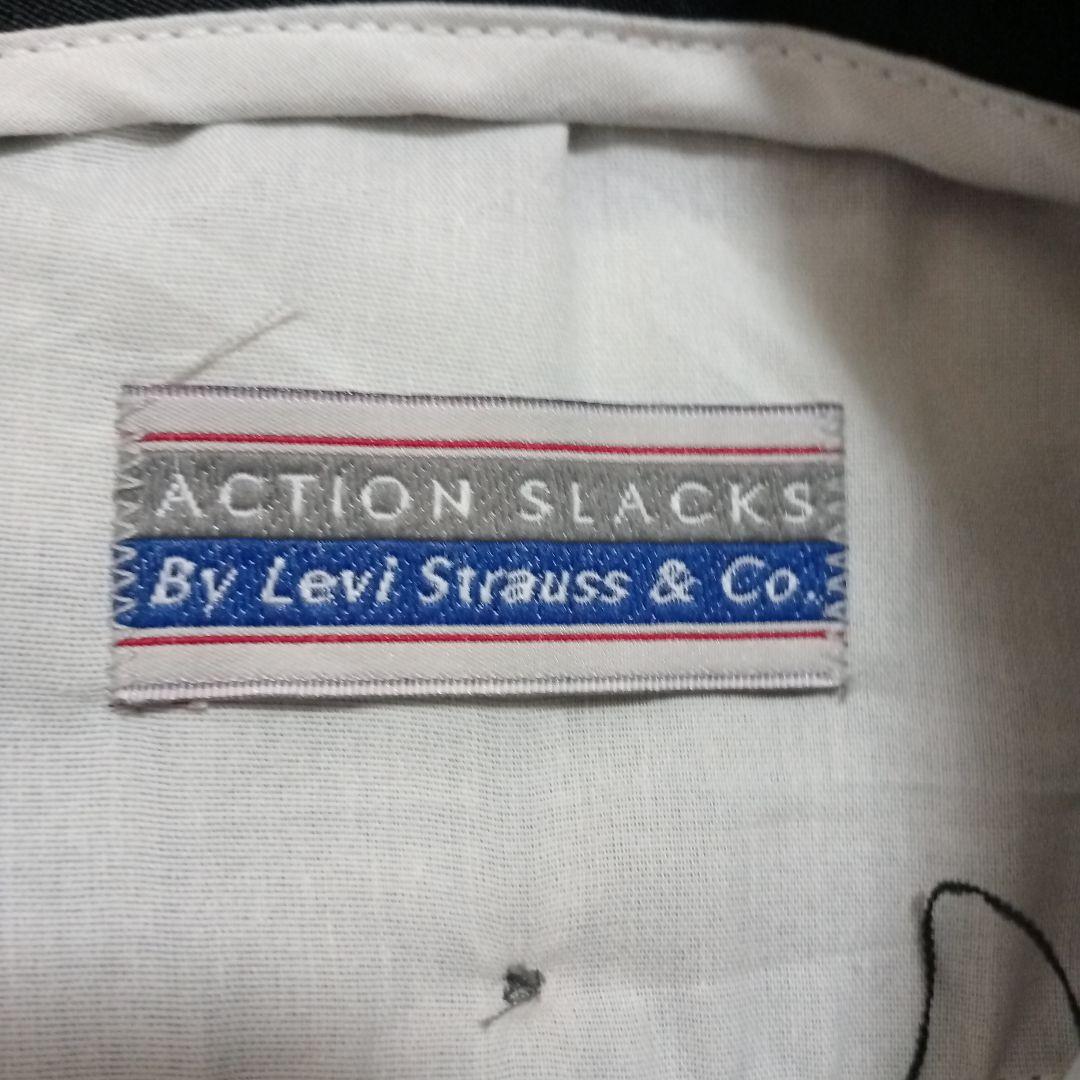 ACTION SLACKS
By Levi Strauss & Co.